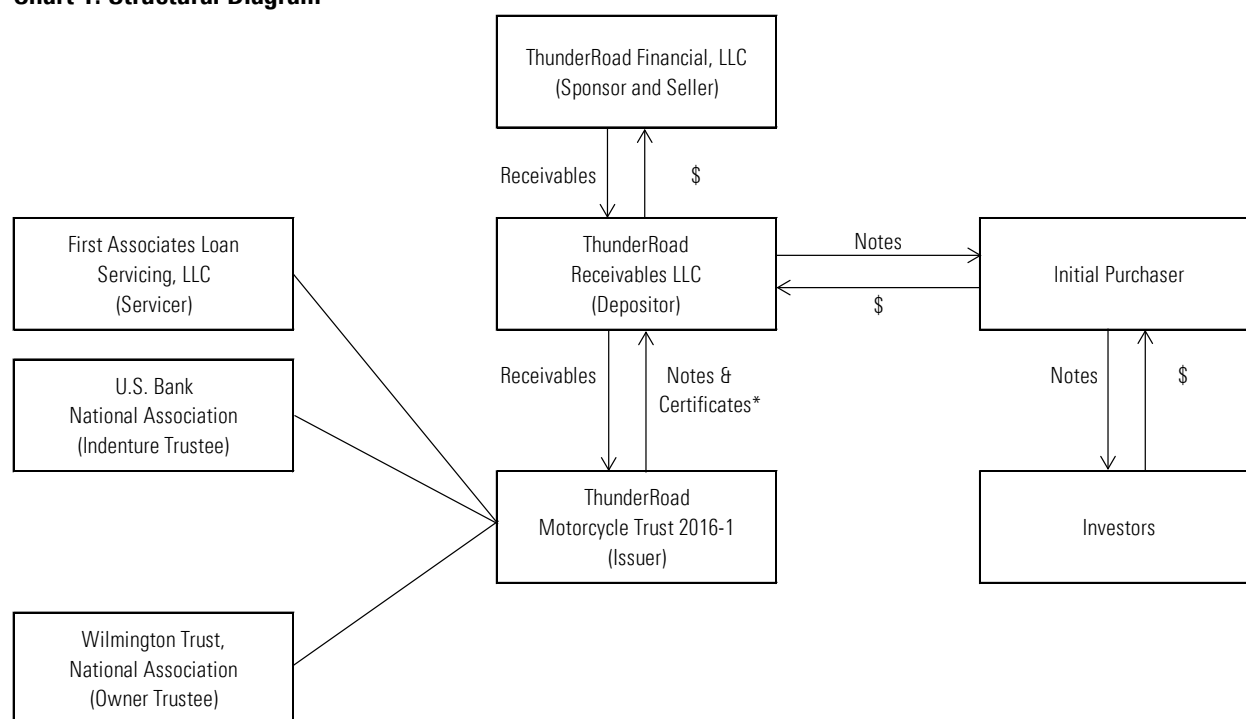 Chart 1: Structural Diagram
ThunderRoad Financial, LLC
(Sponsor and Seller)
Receivables
$
First Associates Loan
Servicing, LLC
(Servicer)
ThunderRoad
Receivables LLC
(Depositor)
Notes
$
Initial Purchaser
U.S. Bank
National Association
(Indenture Trustee)
Receivables
Notes &
Certificates*
Notes
$
ThunderRoad
Motorcycle Trust 2016-1
(Issuer)
Investors
Wilmington Trust,
National Association
(Owner Trustee)